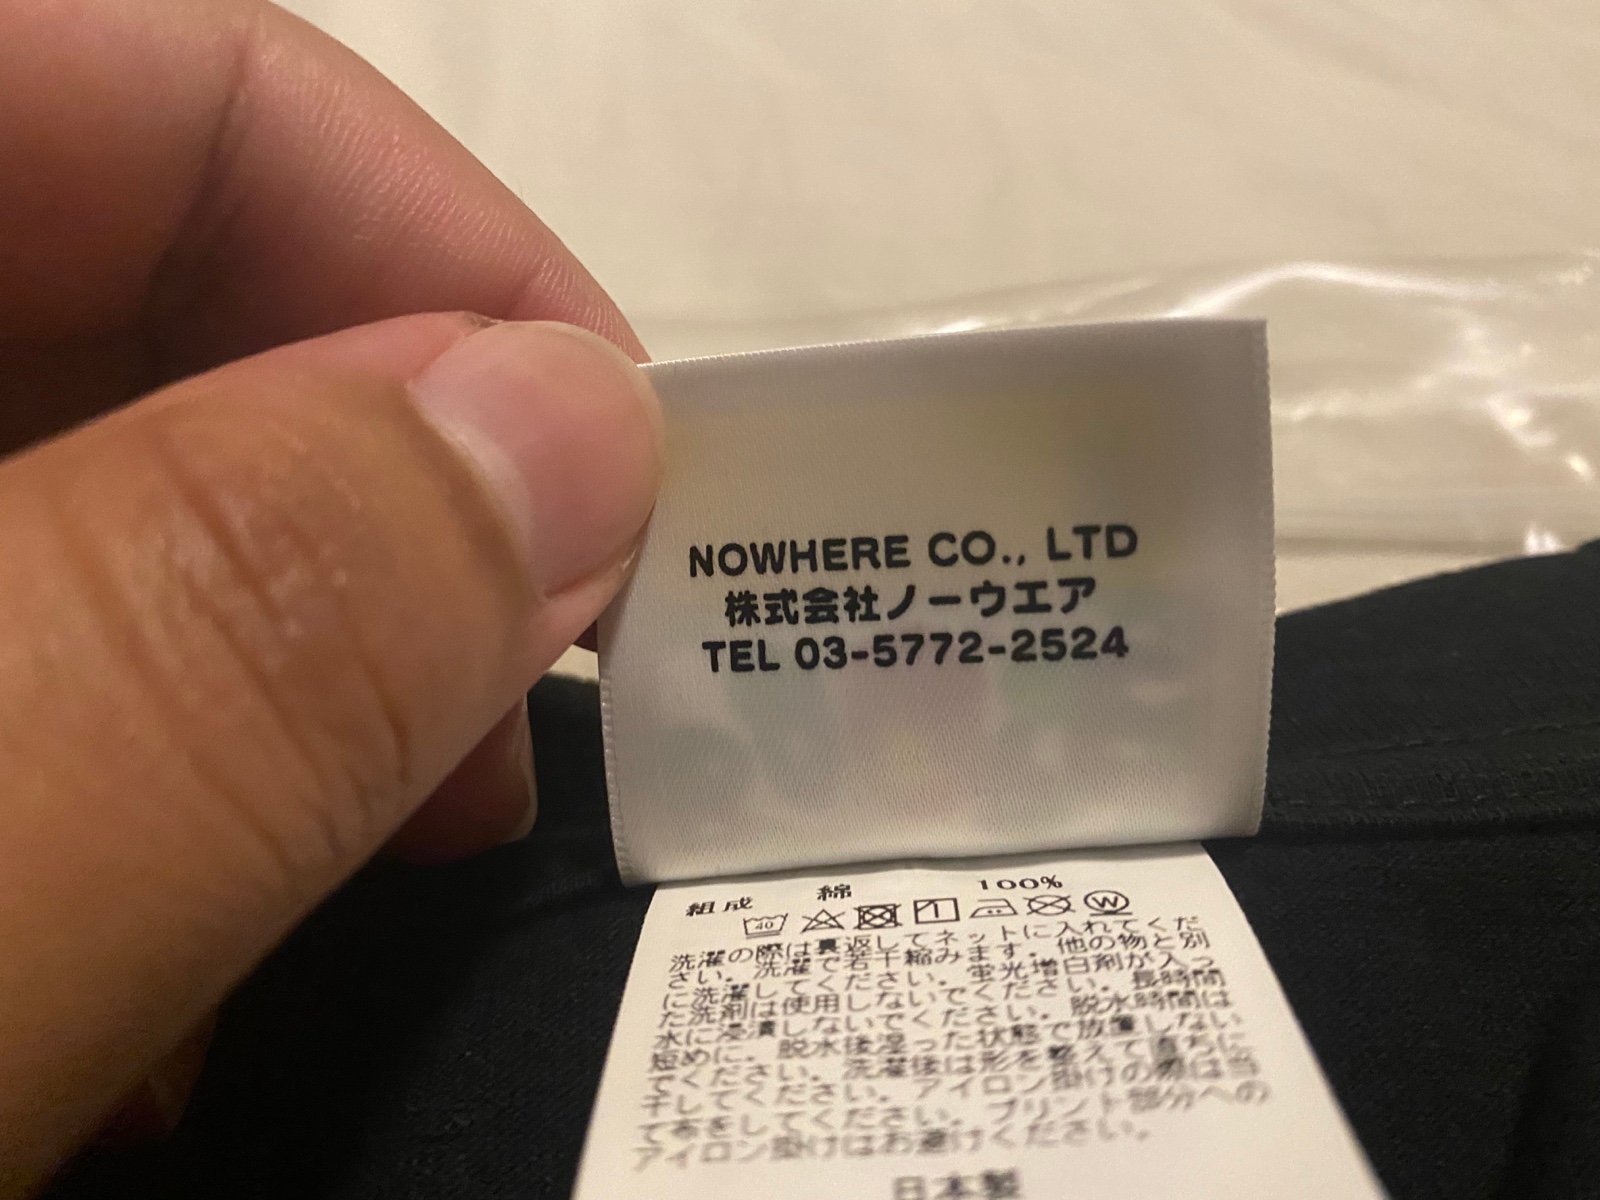 NOWHERE CO., LTD
株式会社ノーウエア
TEL 03-5772-2524
組成 綿 100%
40 W
洗濯の際は裏返してネットに入れてくだ
さい。洗濯で若干縮みます。他の物と別
に洗濯してください。蛍光増白剤が入っ
た洗剤は使用しないでください。長時間
水に浸漬しないでください。脱水時間は
短めに。脱水後湿った状態で放置しない
でください。洗濯後は形を整えて直ちに
干してください。アイロン掛けの際は当
て布をしてください。プリント部分への
アイロン掛けはお避けください。
日本製